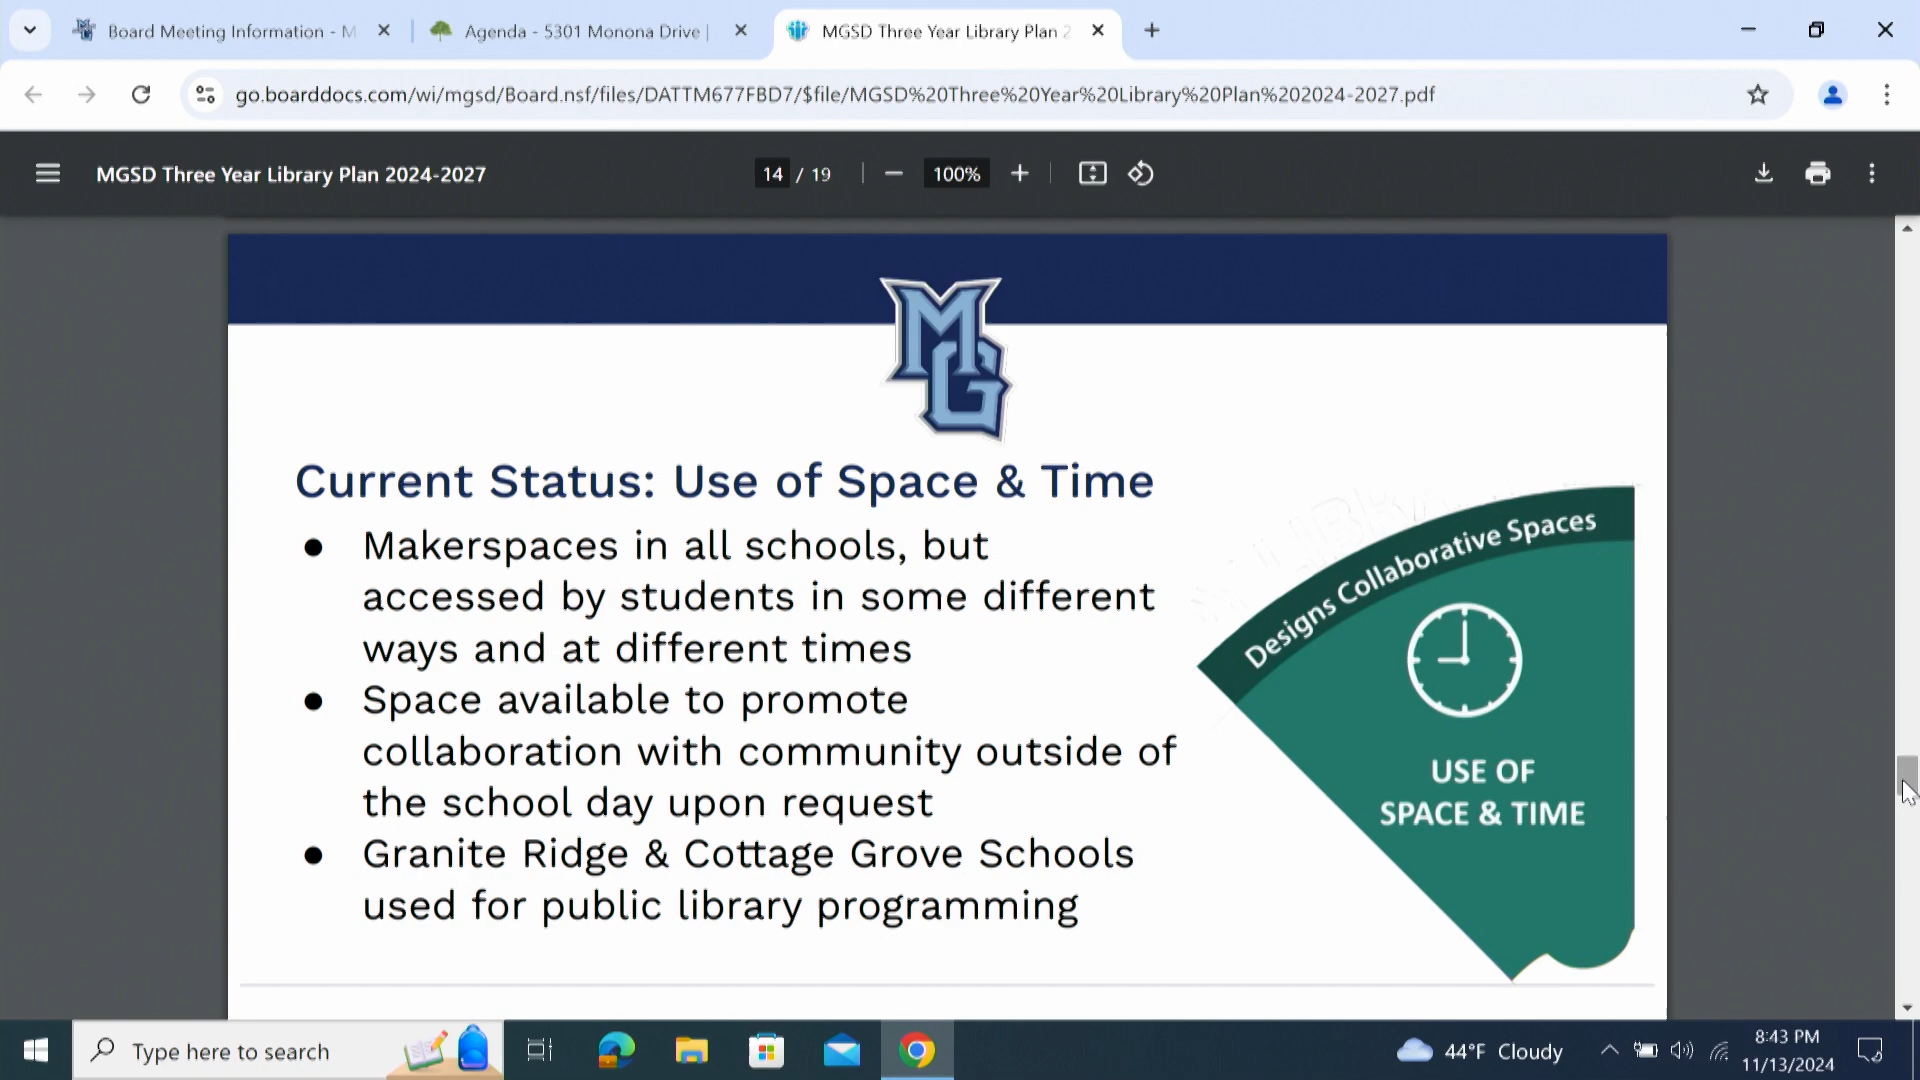 Board Meeting Information - M
Agenda - 5301 Monona Drive |
MGSD Three Year Library Plan 2
go.boarddocs.com/wi/mgsd/Board.nsf/files/DATTM677FBD7/$file/MGSD%20Three%20Year%20Library%20Plan%202024-2027.pdf
MGSD Three Year Library Plan 2024-2027
14 / 19
100%
MG
Current Status: Use of Space & Time
● Makerspaces in all schools, but
accessed by students in some different
ways and at different times
● Space available to promote
collaboration with community outside of
the school day upon request
● Granite Ridge & Cottage Grove Schools
used for public library programming
Designs Collaborative Spaces
USE OF
SPACE & TIME
Type here to search
44°F Cloudy
8:43 PM
11/13/2024